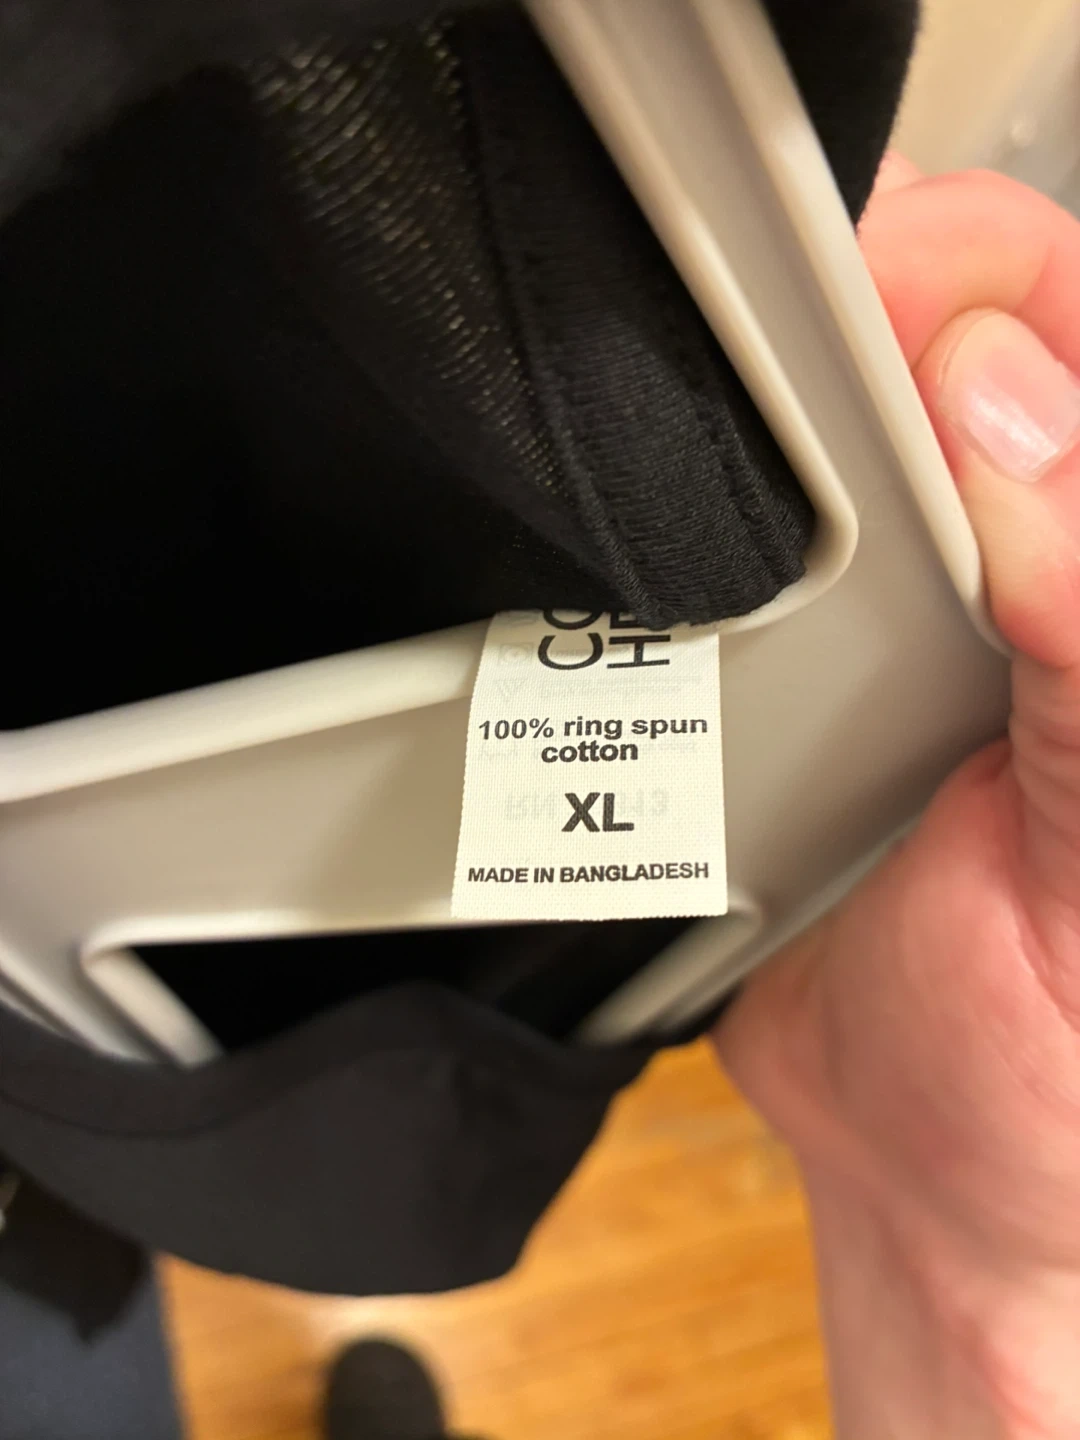 100% ring spun
cotton
XL
MADE IN BANGLADESH